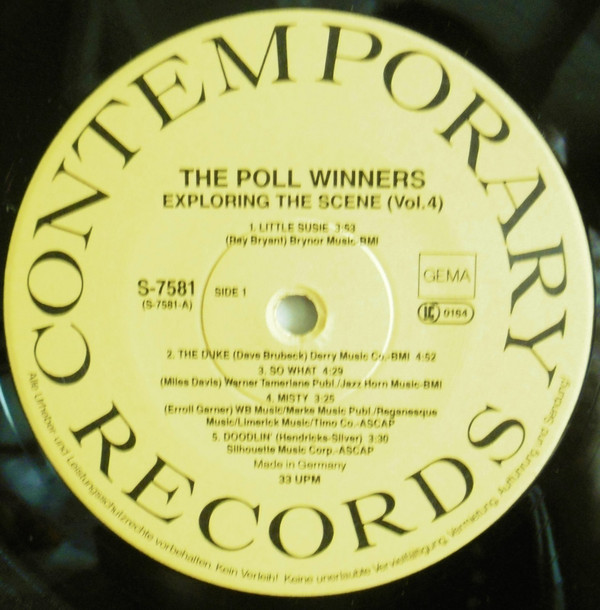 CONTEMPORARY RECORDS
THE POLL WINNERS
EXPLORING THE SCENE (Vol.4)
1. LITTLE SUSIE 3:53
(Ray Bryant) Brynor Music-BMI
S-7581
(S-7581-A)
SIDE 1
GEMA
LC 0164
2. THE DUKE (Dave Brubeck) Derry Music Co.-BMI 4:52
3. SO WHAT 4:29
(Miles Davis) Warner Tamerlane Publ./Jazz Horn Music-BMI
4. MISTY 3:25
(Erroll Garner) WB Music/Marke Music Publ./Reganesque
Music/Limerick Music/Timo Co.-ASCAP
5. DOODLIN' (Hendricks-Silver) 3:30
Silhouette Music Corp.-ASCAP
Made in Germany
33 UPM
Alle Urheber- und Leistungsschutzrechte vorbehalten. Kein Verleih! Keine unerlaubte Vervielfältigung, Vermietung, Aufführung und Sendung!